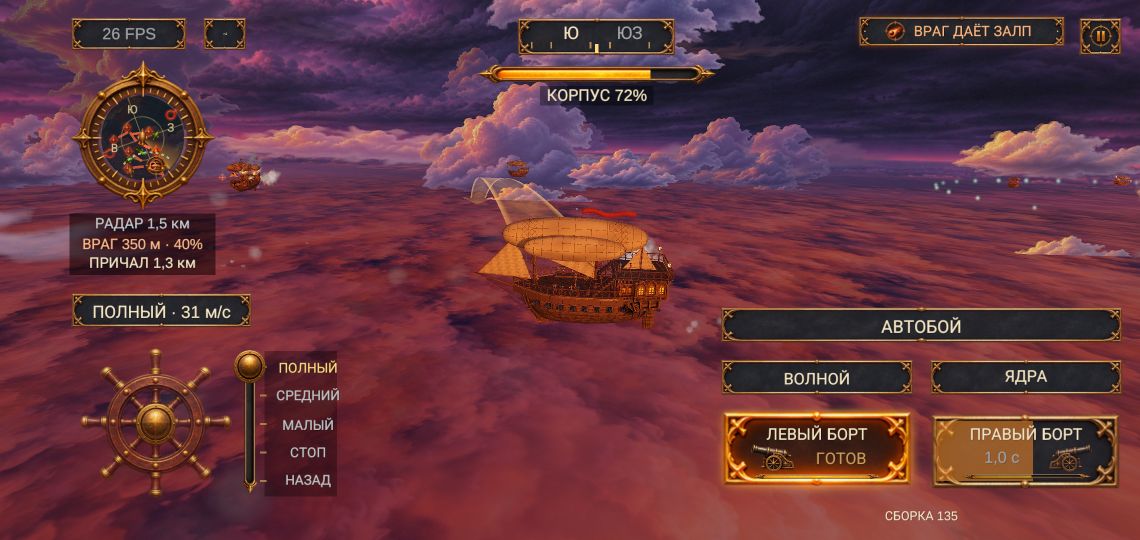 26 FPS
Ю ЮЗ
ВРАГ ДАЁТ ЗАЛП
КОРПУС 72%
Ю
З
В
РАДАР 1,5 км
ВРАГ 350 м · 40%
ПРИЧАЛ 1,3 км
ПОЛНЫЙ · 31 м/с
ПОЛНЫЙ
СРЕДНИЙ
МАЛЫЙ
СТОП
НАЗАД
АВТОБОЙ
ВОЛНОЙ
ЯДРА
ЛЕВЫЙ БОРТ
ГОТОВ
ПРАВЫЙ БОРТ
1,0 с
СБОРКА 135